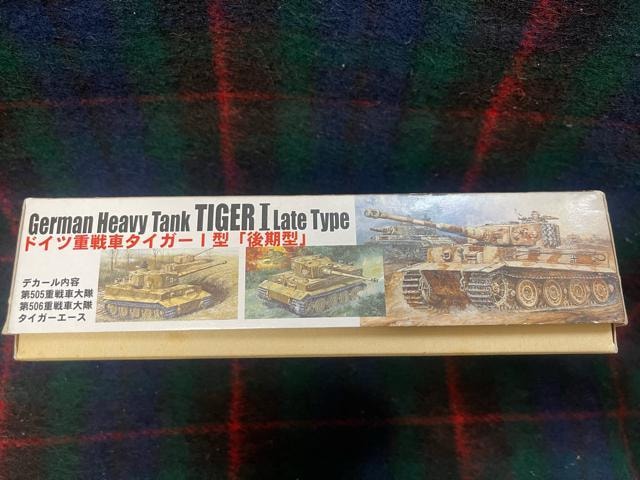 German Heavy Tank TIGER I Late Type
ドイツ重戦車タイガーI型「後期型」
デカール内容
第505重戦車大隊
第506重戦車大隊
タイガーエース